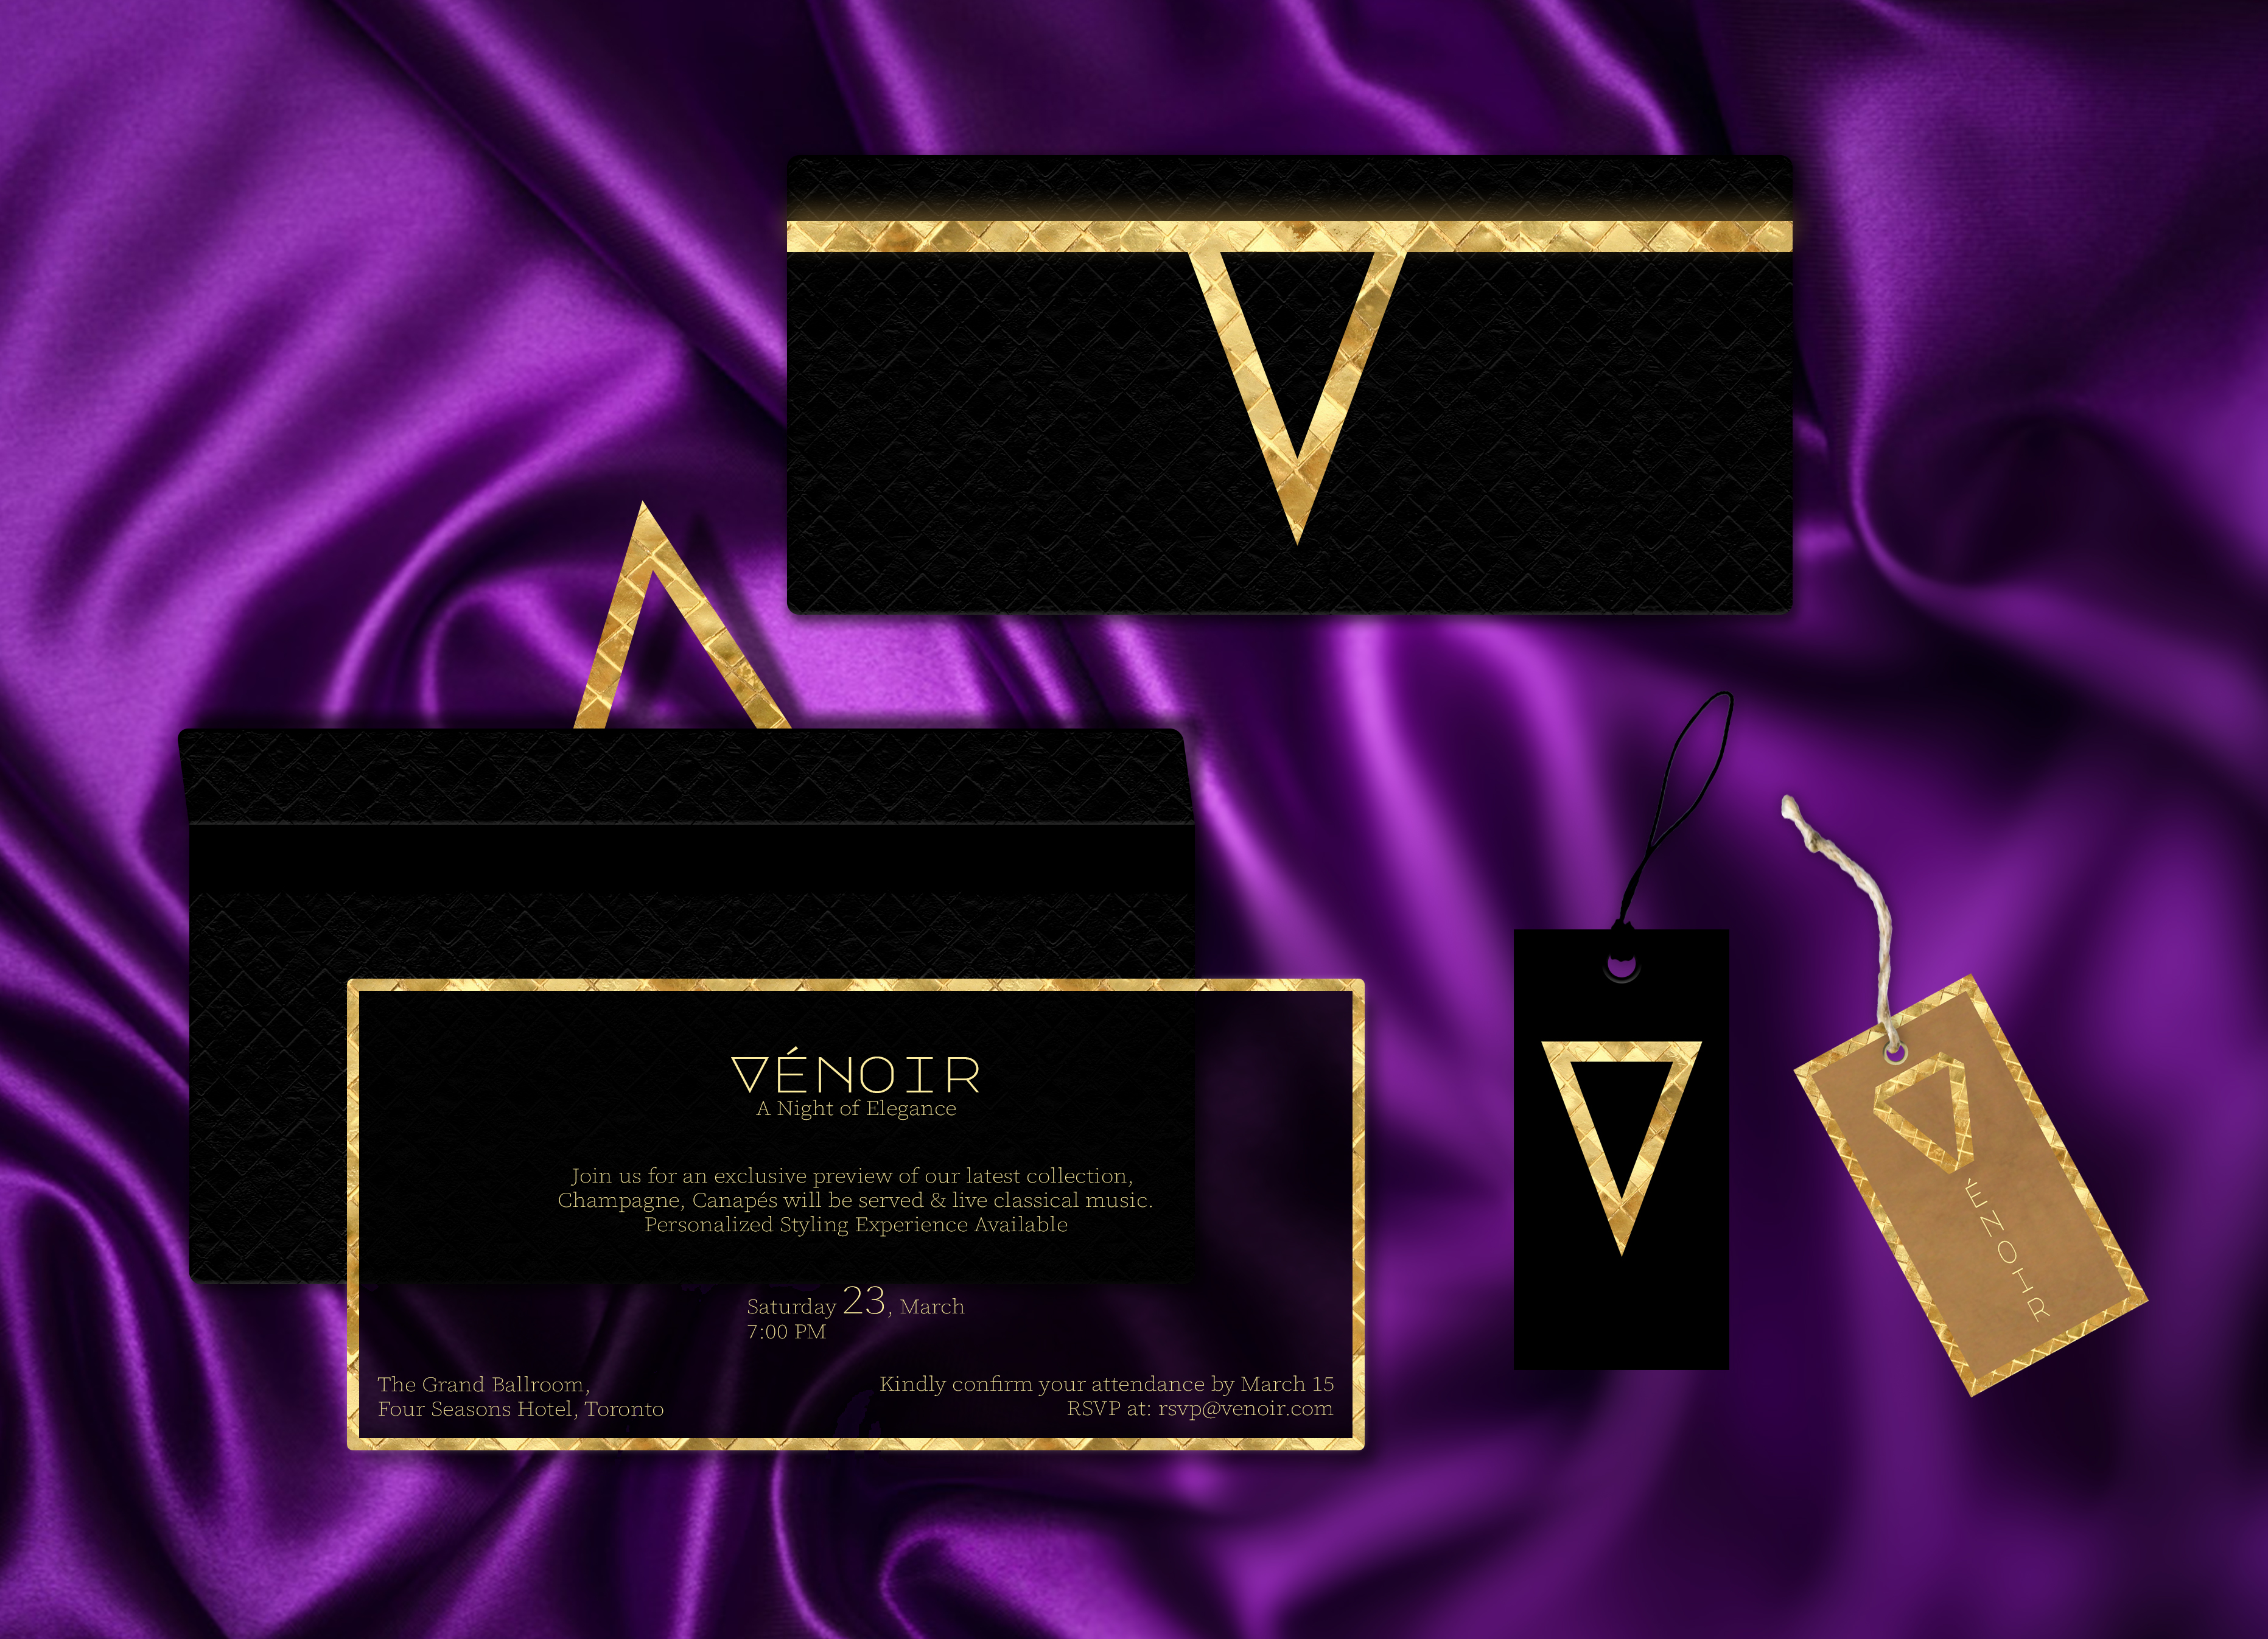 VÉNOIR
A Night of Elegance
Join us for an exclusive preview of our latest collection,
Champagne, Canapés will be served & live classical music.
Personalized Styling Experience Available
Saturday 23, March
7:00 PM
The Grand Ballroom,
Four Seasons Hotel, Toronto
Kindly confirm your attendance by March 15
RSVP at: rsvp@venoir.com
VÉNOIR